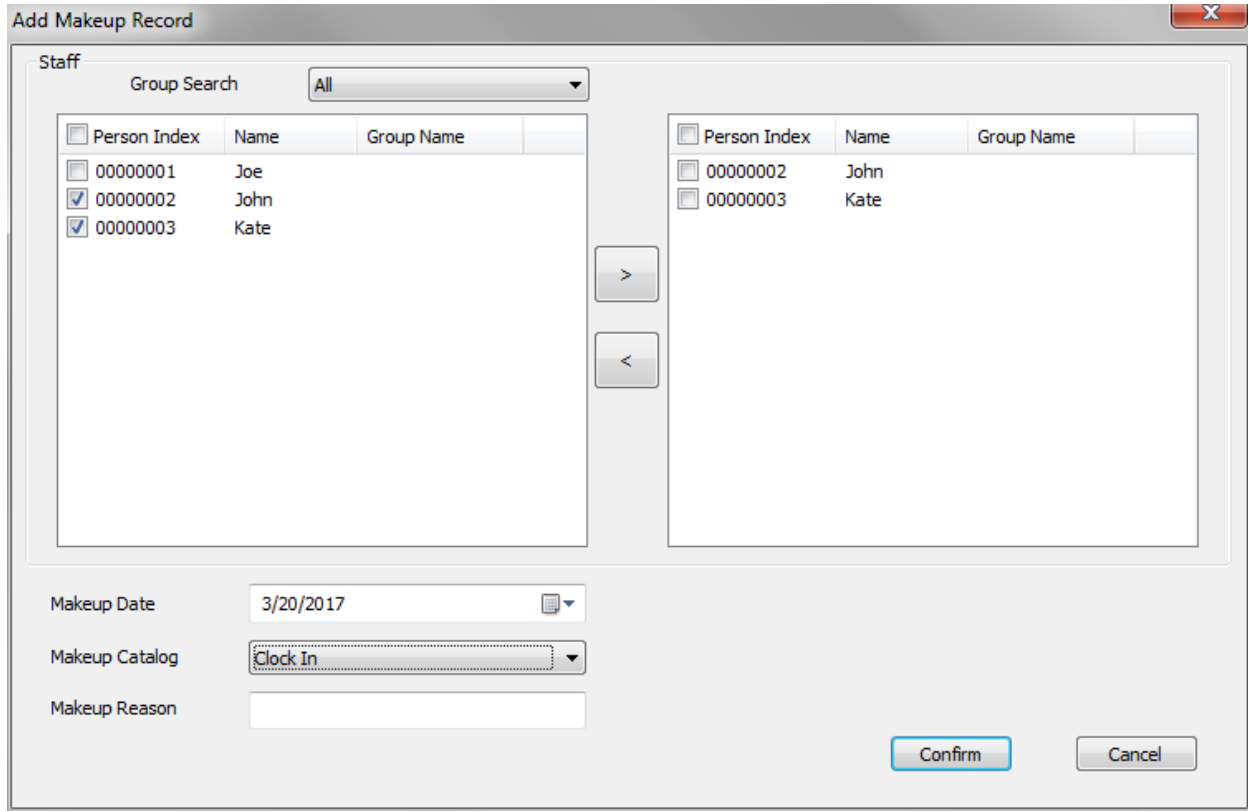 Add Makeup Record
Staff
Group Search All
Person Index Name Group Name
00000001 Joe
00000002 John
00000003 Kate
>
<
Person Index Name Group Name
00000002 John
00000003 Kate
Makeup Date 3/20/2017
Makeup Catalog Clock In
Makeup Reason
Confirm Cancel